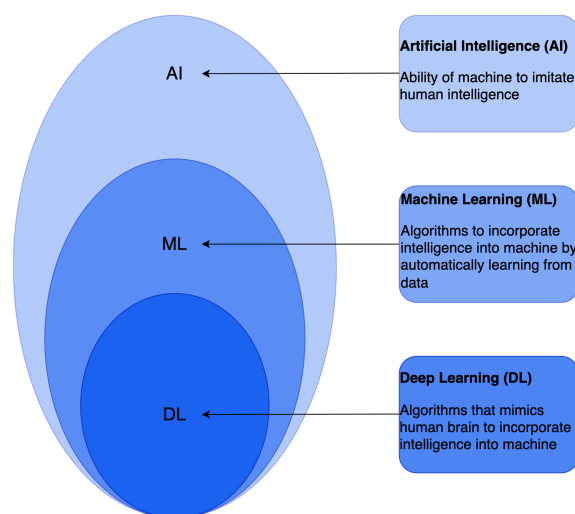 AI
Artificial Intelligence (AI)
Ability of machine to imitate
human intelligence
ML
Machine Learning (ML)
Algorithms to incorporate
intelligence into machine by
automatically learning from
data
DL
Deep Learning (DL)
Algorithms that mimics
human brain to incorporate
intelligence into machine